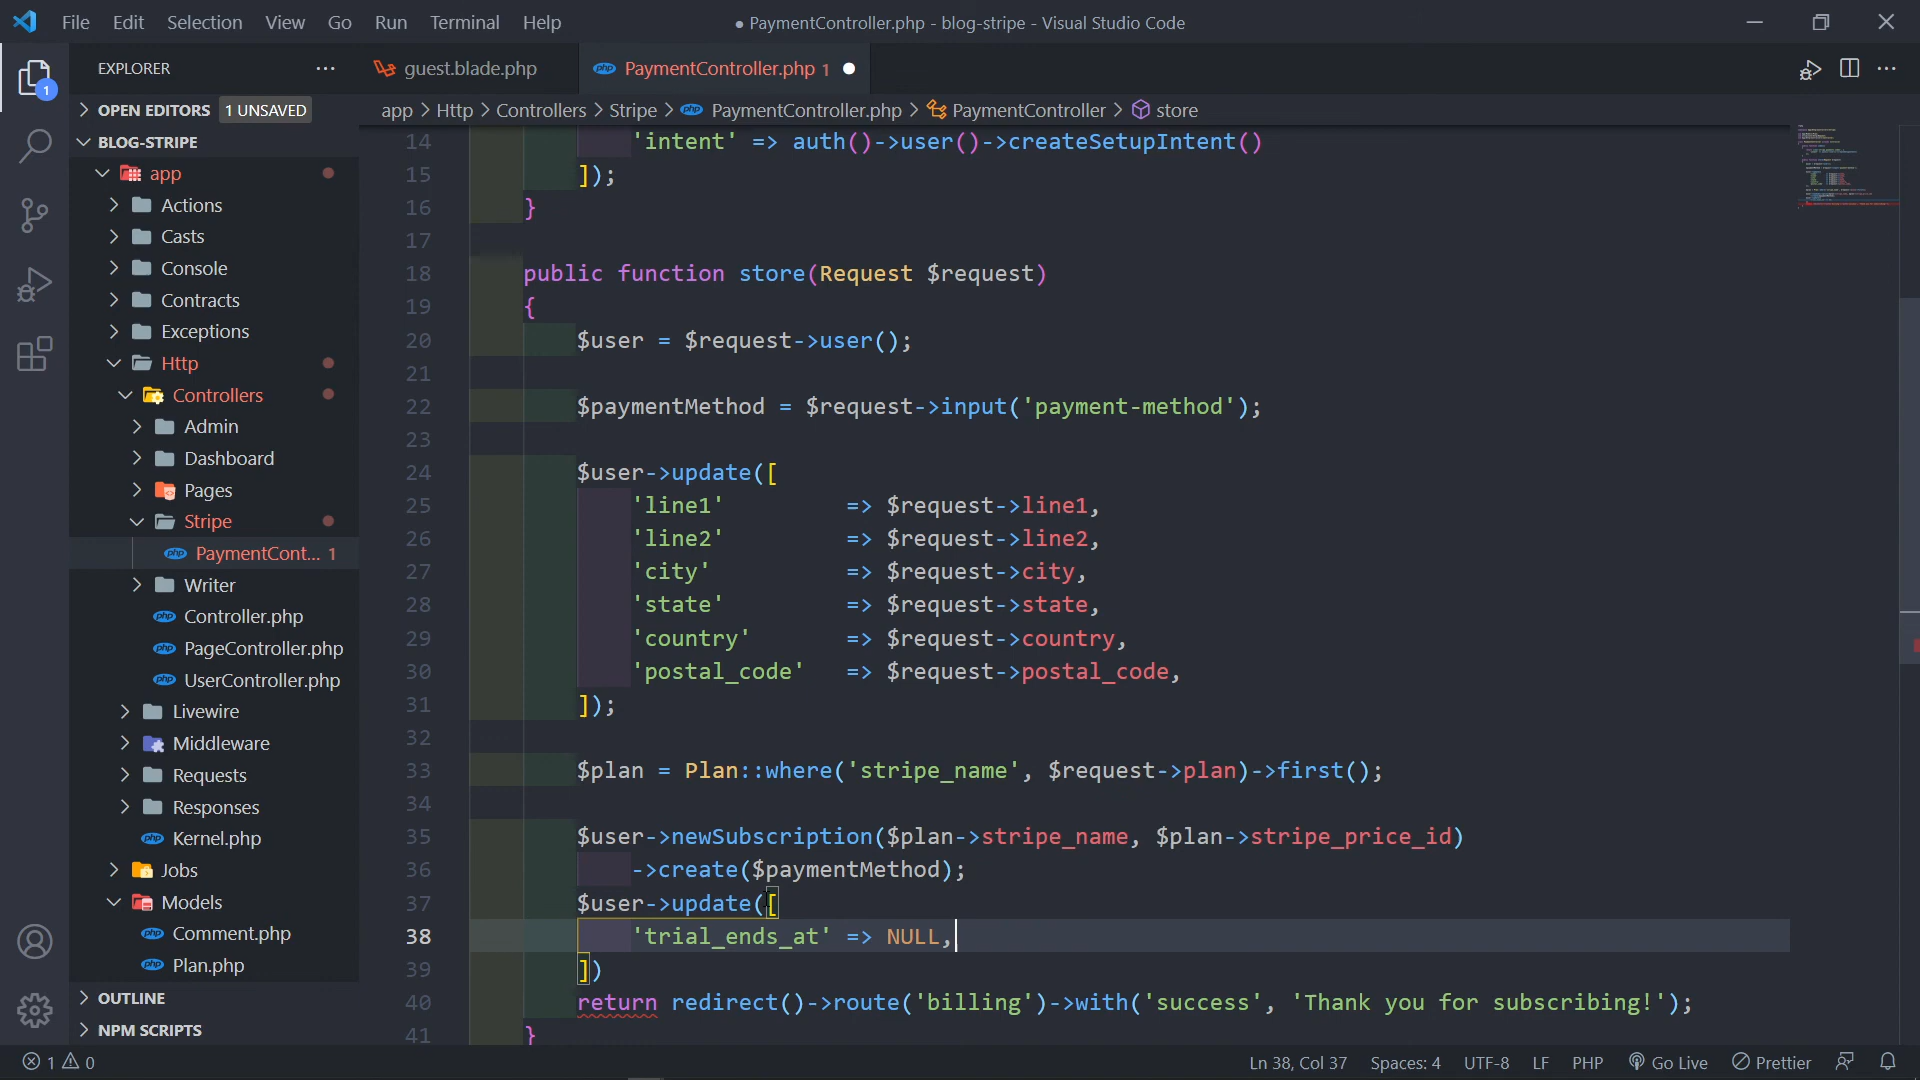 File Edit Selection View Go Run Terminal Help
● PaymentController.php - blog-stripe - Visual Studio Code
EXPLORER
guest.blade.php
PaymentController.php 1
1
OPEN EDITORS 1 UNSAVED
app > Http > Controllers > Stripe > PaymentController.php > PaymentController > store
BLOG-STRIPE
app
Actions
Casts
Console
Contracts
Exceptions
Http
Controllers
Admin
Dashboard
Pages
Stripe
PaymentCont... 1
Writer
Controller.php
PageController.php
UserController.php
Livewire
Middleware
Requests
Responses
Kernel.php
Jobs
Models
Comment.php
Plan.php
OUTLINE
NPM SCRIPTS
14 'intent' => auth()->user()->createSetupIntent()
15 ]);
16 }
17
18 public function store(Request $request)
19 {
20 $user = $request->user();
21
22 $paymentMethod = $request->input('payment-method');
23
24 $user->update([
25 'line1' => $request->line1,
26 'line2' => $request->line2,
27 'city' => $request->city,
28 'state' => $request->state,
29 'country' => $request->country,
30 'postal_code' => $request->postal_code,
31 ]);
32
33 $plan = Plan::where('stripe_name', $request->plan)->first();
34
35 $user->newSubscription($plan->stripe_name, $plan->stripe_price_id)
36 ->create($paymentMethod);
37 $user->update([
38 'trial_ends_at' => NULL,
39 ])
40 return redirect()->route('billing')->with('success', 'Thank you for subscribing!');
41 }
1 0
Ln 38, Col 37 Spaces: 4 UTF-8 LF PHP Go Live Prettier